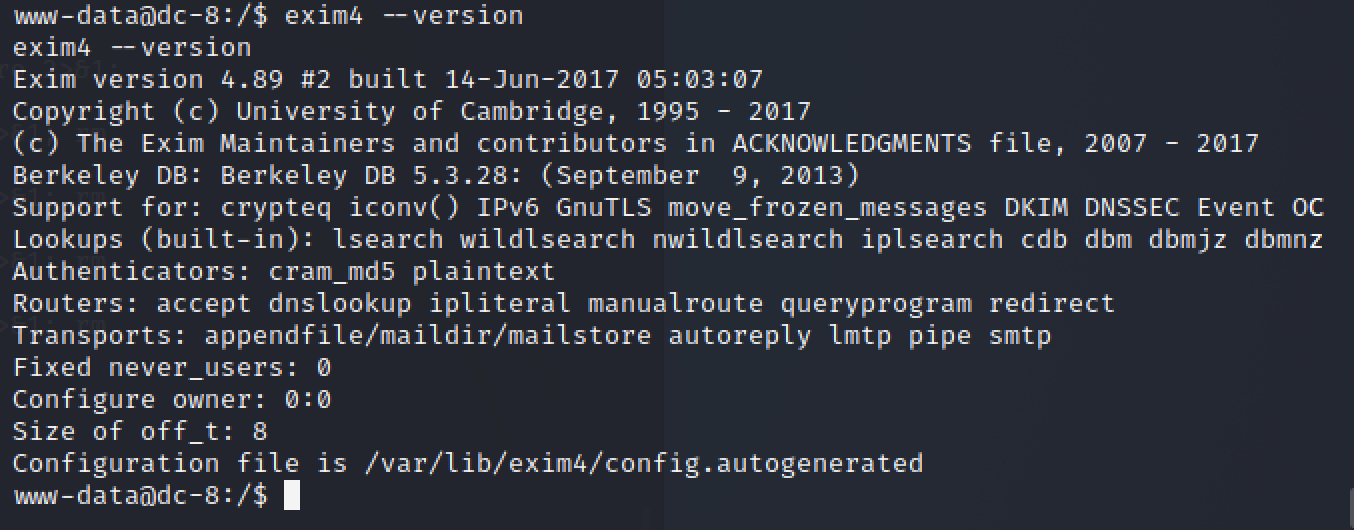 www-data@dc-8:/$ exim4 --version
exim4 --version
Exim version 4.89 #2 built 14-Jun-2017 05:03:07
Copyright (c) University of Cambridge, 1995 - 2017
(c) The Exim Maintainers and contributors in ACKNOWLEDGMENTS file, 2007 - 2017
Berkeley DB: Berkeley DB 5.3.28: (September  9, 2013)
Support for: crypteq iconv() IPv6 GnuTLS move_frozen_messages DKIM DNSSEC Event OC
Lookups (built-in): lsearch wildlsearch nwildlsearch iplsearch cdb dbm dbmjz dbmnz
Authenticators: cram_md5 plaintext
Routers: accept dnslookup ipliteral manualroute queryprogram redirect
Transports: appendfile/maildir/mailstore autoreply lmtp pipe smtp
Fixed never_users: 0
Configure owner: 0:0
Size of off_t: 8
Configuration file is /var/lib/exim4/config.autogenerated
www-data@dc-8:/$